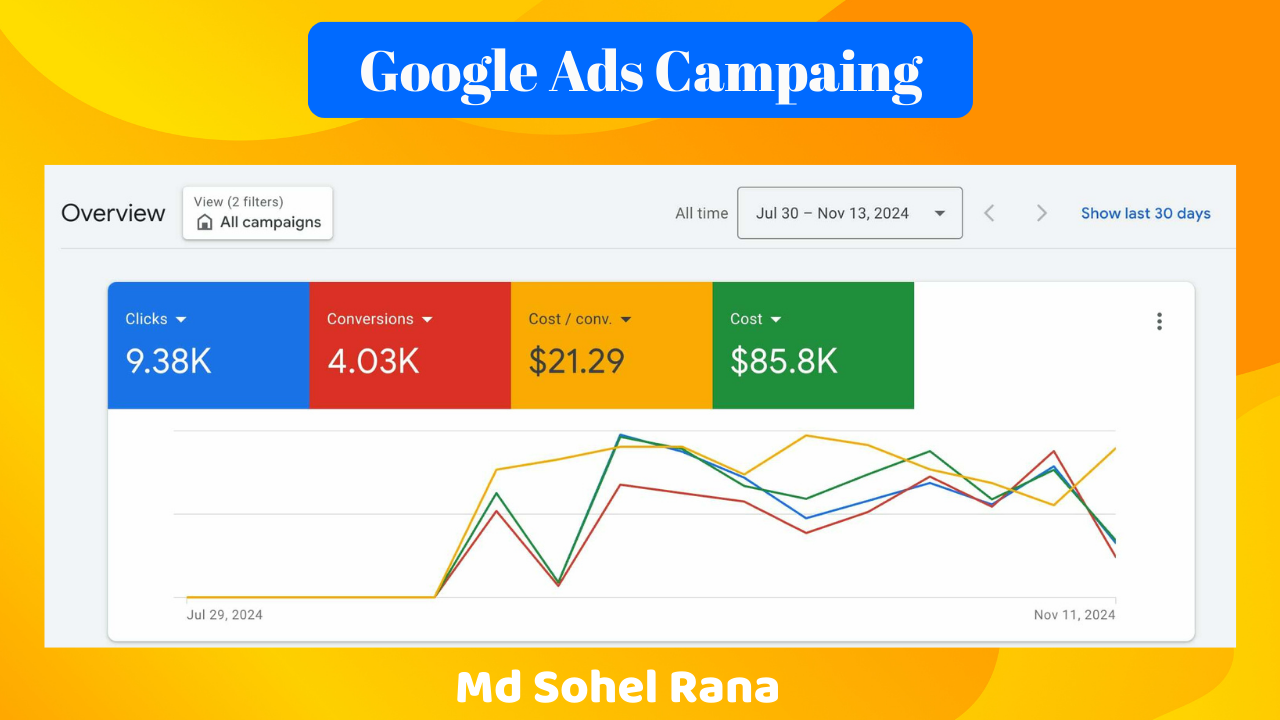 Google Ads Campaing
Overview
View (2 filters)
All campaigns
All time
Jul 30 – Nov 13, 2024
Show last 30 days
Clicks
9.38K
Conversions
4.03K
Cost / conv.
$21.29
Cost
$85.8K
Jul 29, 2024
Nov 11, 2024
Md Sohel Rana